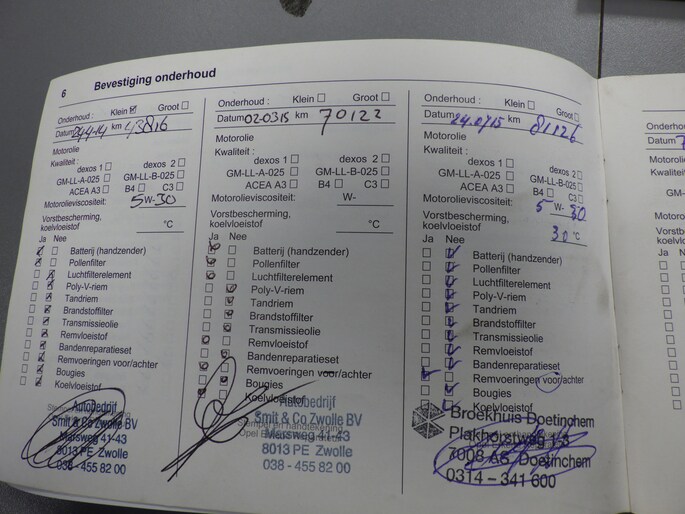 6 Bevestiging onderhoud
Onderhoud : Klein Groot
Datum 24-4-14 km 43816
Motorolie
Kwaliteit :
dexos 1 dexos 2
GM-LL-A-025 GM-LL-B-025
ACEA A3 B4 C3
Motorolieviscositeit: 5W-30
Vorstbescherming,
koelvloeistof °C
Ja Nee
Batterij (handzender)
Pollenfilter
Luchtfilterelement
Poly-V-riem
Tandriem
Brandstoffilter
Transmissieolie
Remvloeistof
Bandenreparatieset
Remvoeringen voor/achter
Bougies
Koelvloeistof
Autobedrijf
Smit & Co Zwolle BV
Marsweg 41-43
8013 PE Zwolle
038 - 455 82 00
Onderhoud : Klein Groot
Datum 02-03-15 km 70122
Motorolie
Kwaliteit :
dexos 1 dexos 2
GM-LL-A-025 GM-LL-B-025
ACEA A3 B4 C3
Motorolieviscositeit: W-
Vorstbescherming,
koelvloeistof °C
Ja Nee
Batterij (handzender)
Pollenfilter
Luchtfilterelement
Poly-V-riem
Tandriem
Brandstoffilter
Transmissieolie
Remvloeistof
Bandenreparatieset
Remvoeringen voor/achter
Bougies
Koelvloeistof
Autobedrijf
Smit & Co Zwolle BV
Stempel en handtekening
Marsweg 41-43
8013 PE Zwolle
038 - 455 82 00
Onderhoud : Klein Groot
Datum km 81126
Motorolie
Kwaliteit :
dexos 1 dexos 2
GM-LL-A-025 GM-LL-B-025
ACEA A3 B4 C3
Motorolieviscositeit: 5 W- 30
Vorstbescherming,
koelvloeistof 30 °C
Ja Nee
Batterij (handzender)
Pollenfilter
Luchtfilterelement
Poly-V-riem
Tandriem
Brandstoffilter
Transmissieolie
Remvloeistof
Bandenreparatieset
Remvoeringen voor/achter
Bougies
Koelvloeistof
Broekhuis Doetinchem
Plakhorstweg
Doetinchem
0314 - 341 600
Datum
Motorolie
Ja Nee